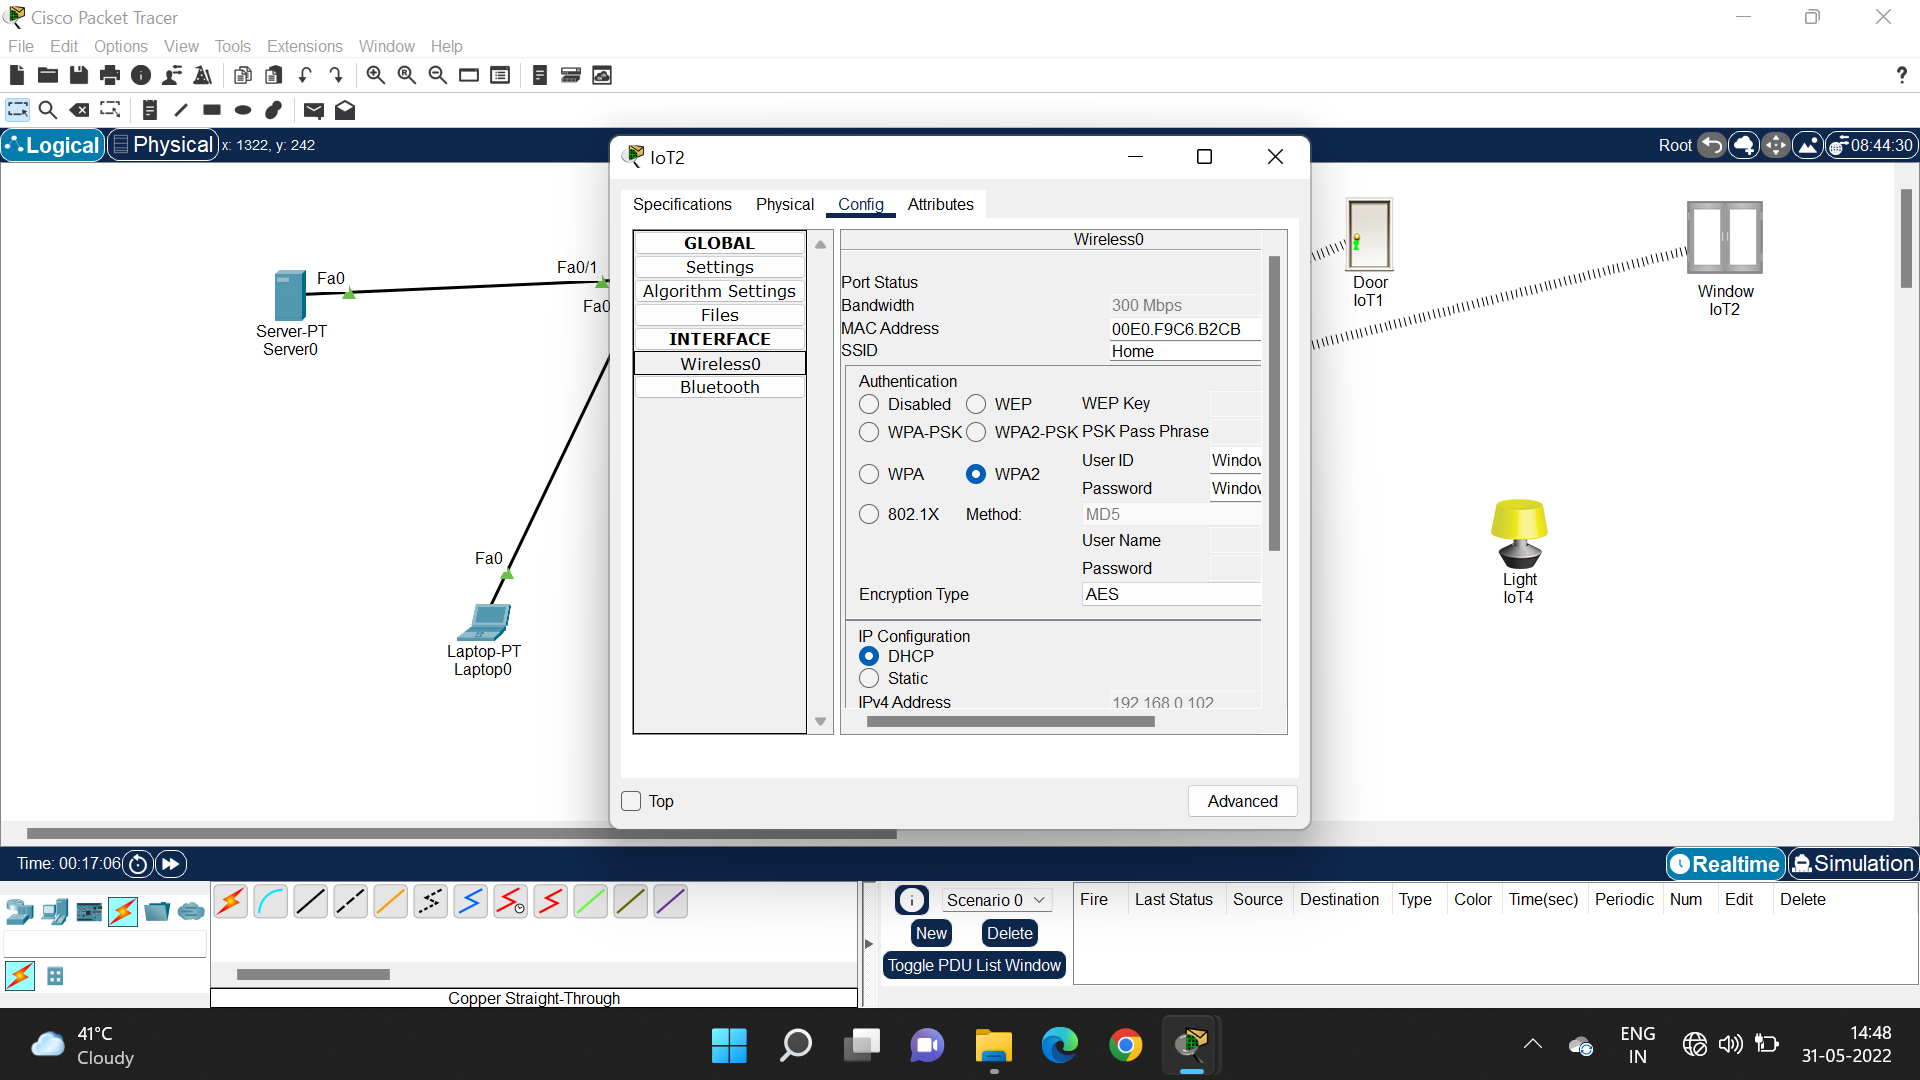 Cisco Packet Tracer
File Edit Options View Tools Extensions Window Help
Logical Physical x: 1322, y: 242
Root 08:44:30
Fa0
Fa0/1
Server-PT
Server0
Fa0
Laptop-PT
Laptop0
IoT2
Specifications Physical Config Attributes
GLOBAL
Settings
Algorithm Settings
Files
INTERFACE
Wireless0
Bluetooth
Wireless0
Port Status
Bandwidth 300 Mbps
MAC Address 00E0.F9C6.B2CB
SSID Home
Authentication
Disabled WEP WEP Key
WPA-PSK WPA2-PSK PSK Pass Phrase
WPA WPA2 User ID
Password
802.1X Method: MD5
User Name
Password
Encryption Type AES
IP Configuration
DHCP
Static
IPv4 Address 192.168.0.102
Top Advanced
Door
IoT1
Window
IoT2
Light
IoT4
Time: 00:17:06
Realtime Simulation
Scenario 0
New Delete
Toggle PDU List Window
Fire Last Status Source Destination Type Color Time(sec) Periodic Num Edit Delete
Copper Straight-Through
41°C
Cloudy
ENG
IN
14:48
31-05-2022